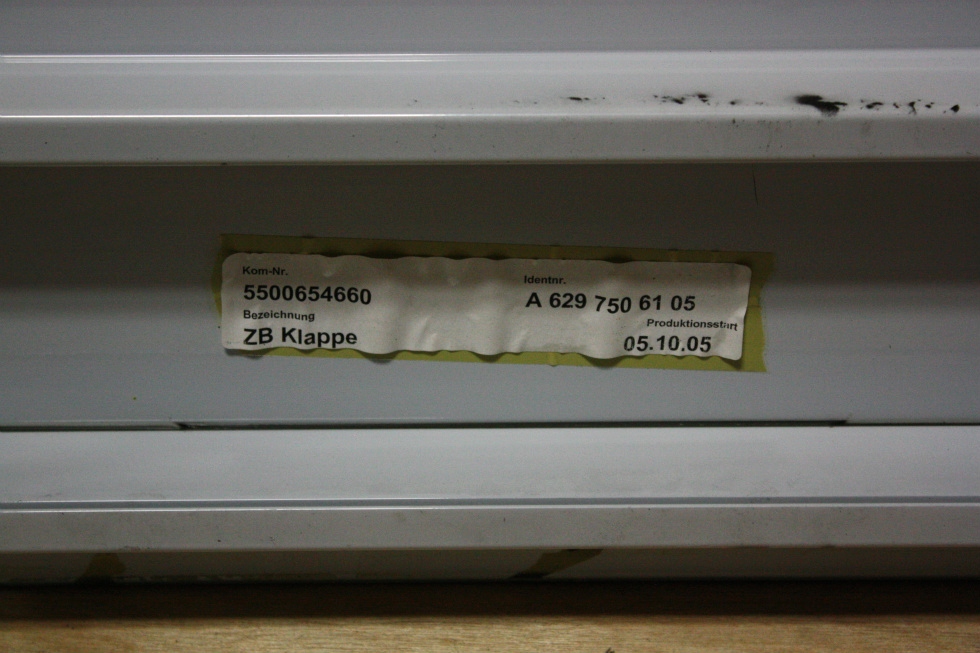 Kom-Nr.
5500654660
Bezeichnung
ZB Klappe
Identnr.
A 629 750 61 05
Produktionsstart
05.10.05